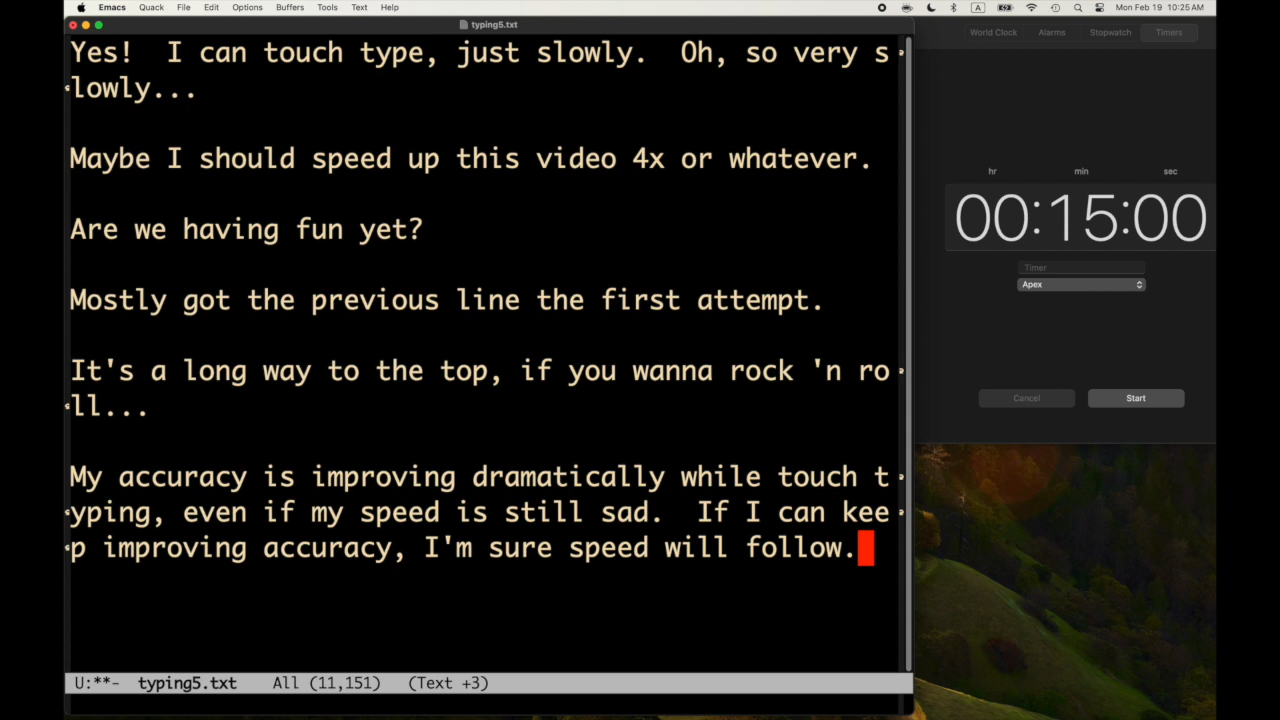 Emacs Quack File Edit Options Buffers Tools Text Help A Mon Feb 19 10:25 AM
typing5.txt
World Clock Alarms Stopwatch Timers
Yes!  I can touch type, just slowly.  Oh, so very s
lowly...
Maybe I should speed up this video 4x or whatever.
Are we having fun yet?
Mostly got the previous line the first attempt.
It's a long way to the top, if you wanna rock 'n ro
ll...
My accuracy is improving dramatically while touch t
yping, even if my speed is still sad.  If I can kee
p improving accuracy, I'm sure speed will follow.
U:**-  typing5.txt    All (11,151)   (Text +3)
hr min sec
00:15:00
Timer
Apex
Cancel Start